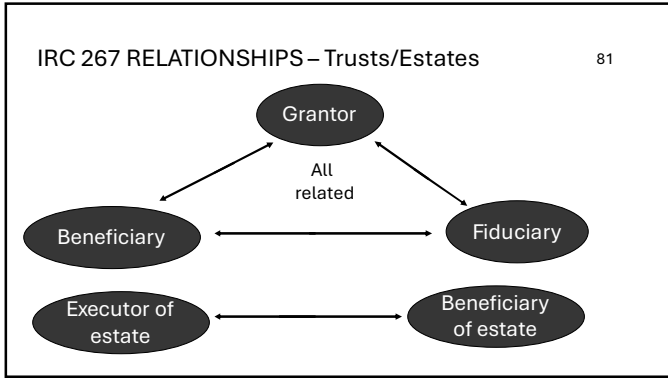 IRC 267 RELATIONSHIPS – Trusts/Estates
81
Grantor
All
related
Beneficiary
Fiduciary
Executor of
estate
Beneficiary
of estate